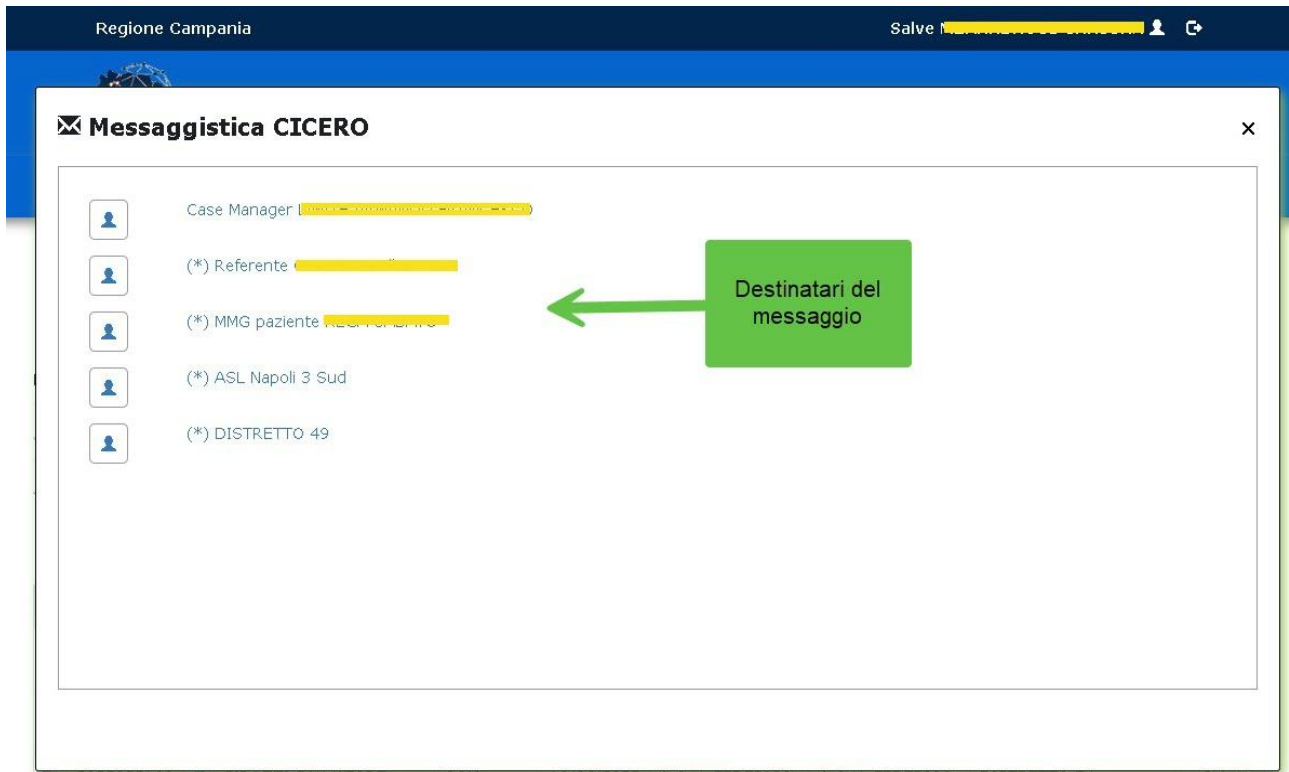 Regione Campania
Salve
Messaggistica CICERO
×
Case Manager
(*) Referente
(*) MMG paziente
(*) ASL Napoli 3 Sud
(*) DISTRETTO 49
Destinatari del
messaggio